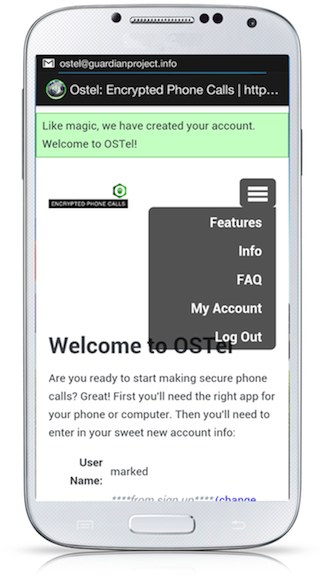 ostel@guardianproject.info
Ostel: Encrypted Phone Calls | http…
Like magic, we have created your account.
Welcome to OSTel!
ENCRYPTED PHONE CALLS
Features
Info
FAQ
My Account
Log Out
Welcome to OSTel
Are you ready to start making secure phone
calls? Great! First you'll need the right app for
your phone or computer. Then you'll need to
enter in your sweet new account info:
User
Name:
marked
****from sign up**** (change